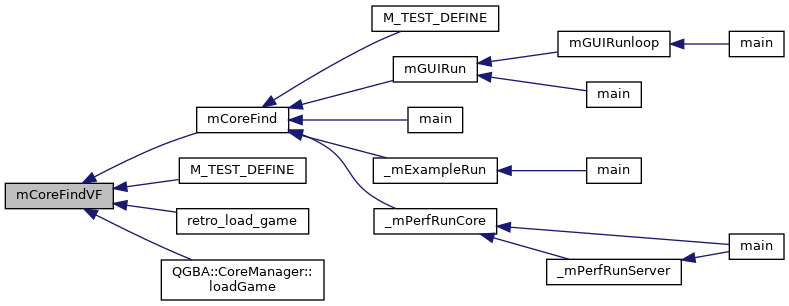 M_TEST_DEFINE
mGUIRunloop
main
mGUIRun
main
mCoreFind
main
M_TEST_DEFINE
_mExampleRun
main
mCoreFindVF
retro_load_game
_mPerfRunCore
main
QGBA::CoreManager::
loadGame
_mPerfRunServer